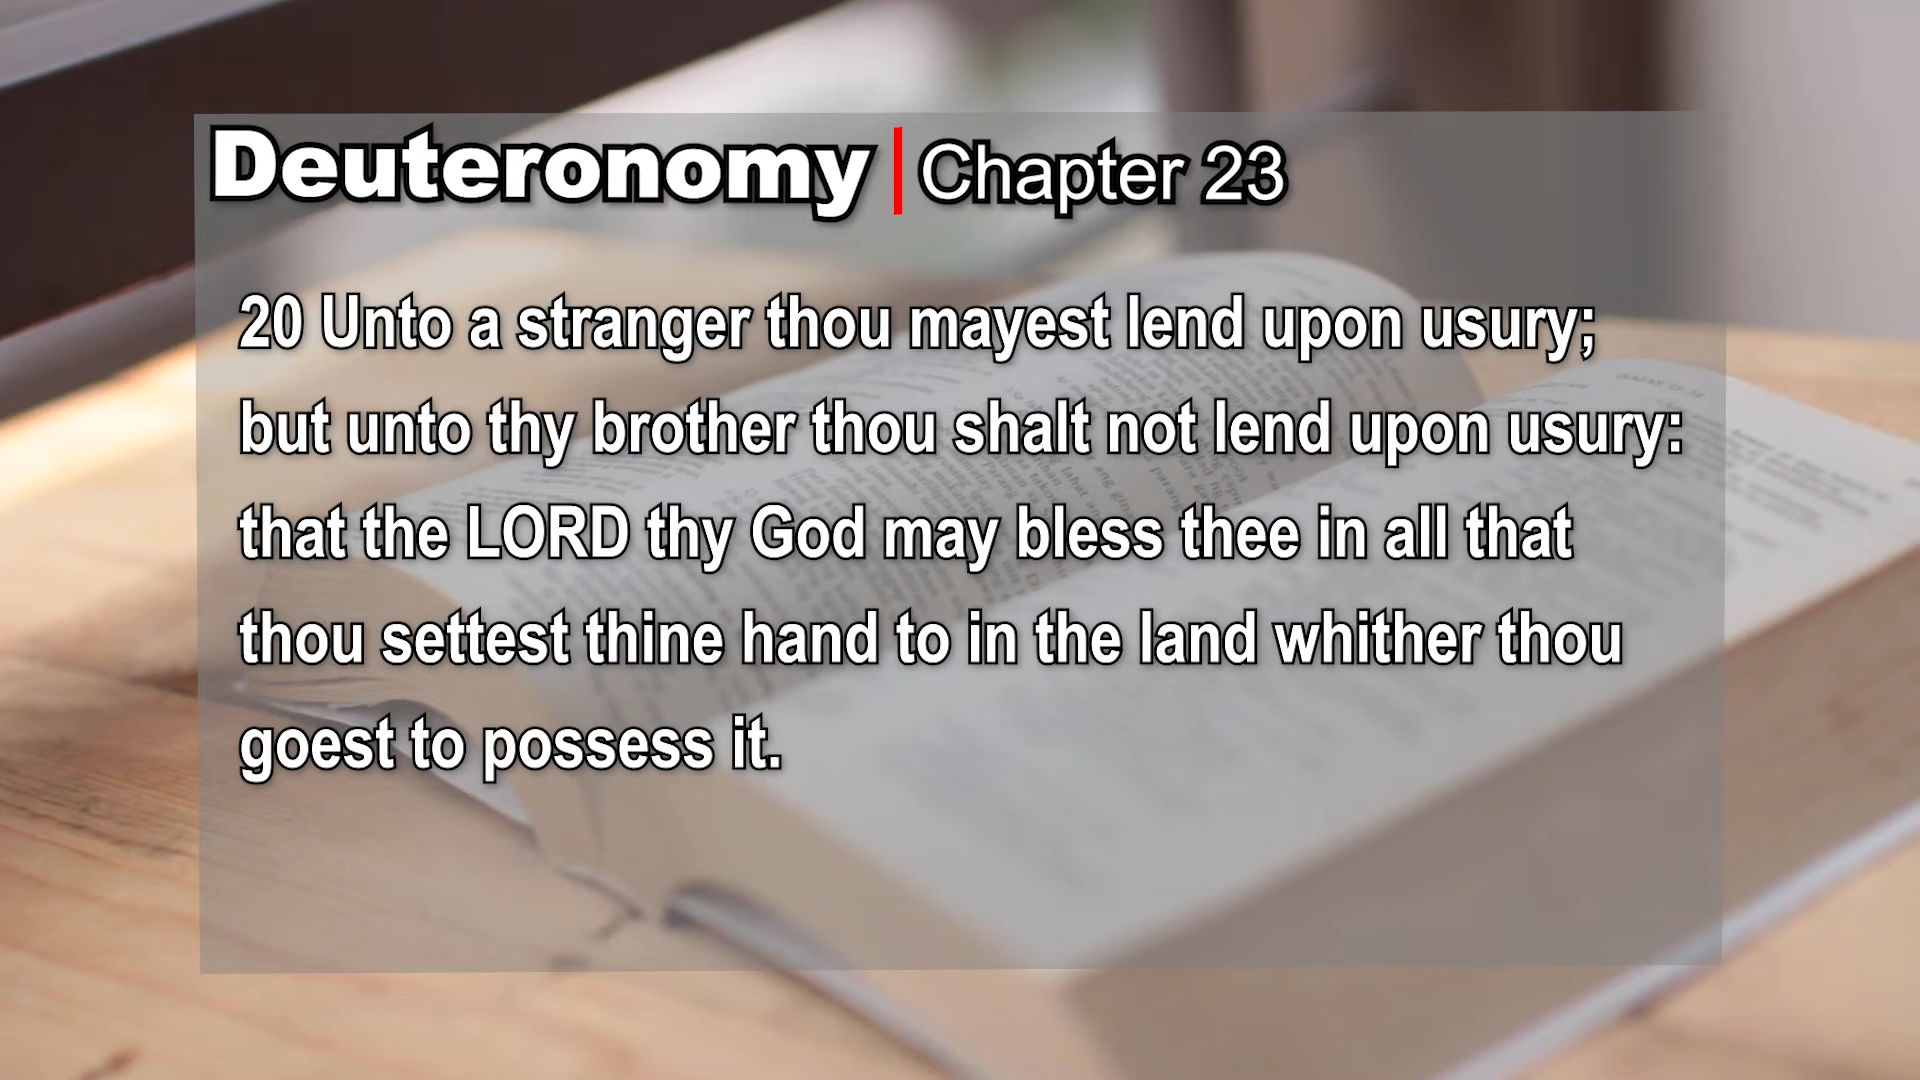 Deuteronomy | Chapter 23
20 Unto a stranger thou mayest lend upon usury;
but unto thy brother thou shalt not lend upon usury:
that the LORD thy God may bless thee in all that
thou settest thine hand to in the land whither thou
goest to possess it.